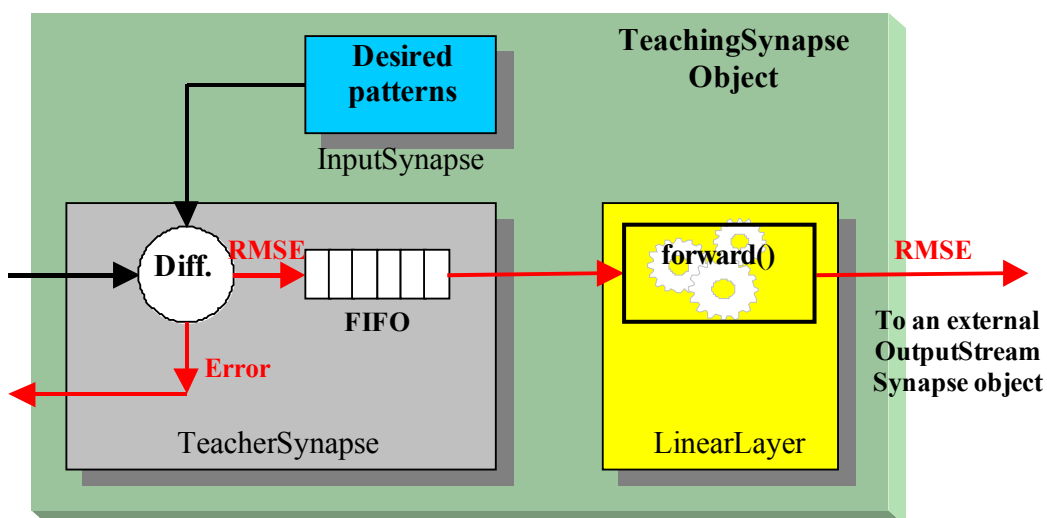 TeachingSynapse
Object
Desired
patterns
InputSynapse
Diff.
RMSE
FIFO
Error
TeacherSynapse
forward()
LinearLayer
RMSE
To an external
OutputStream
Synapse object